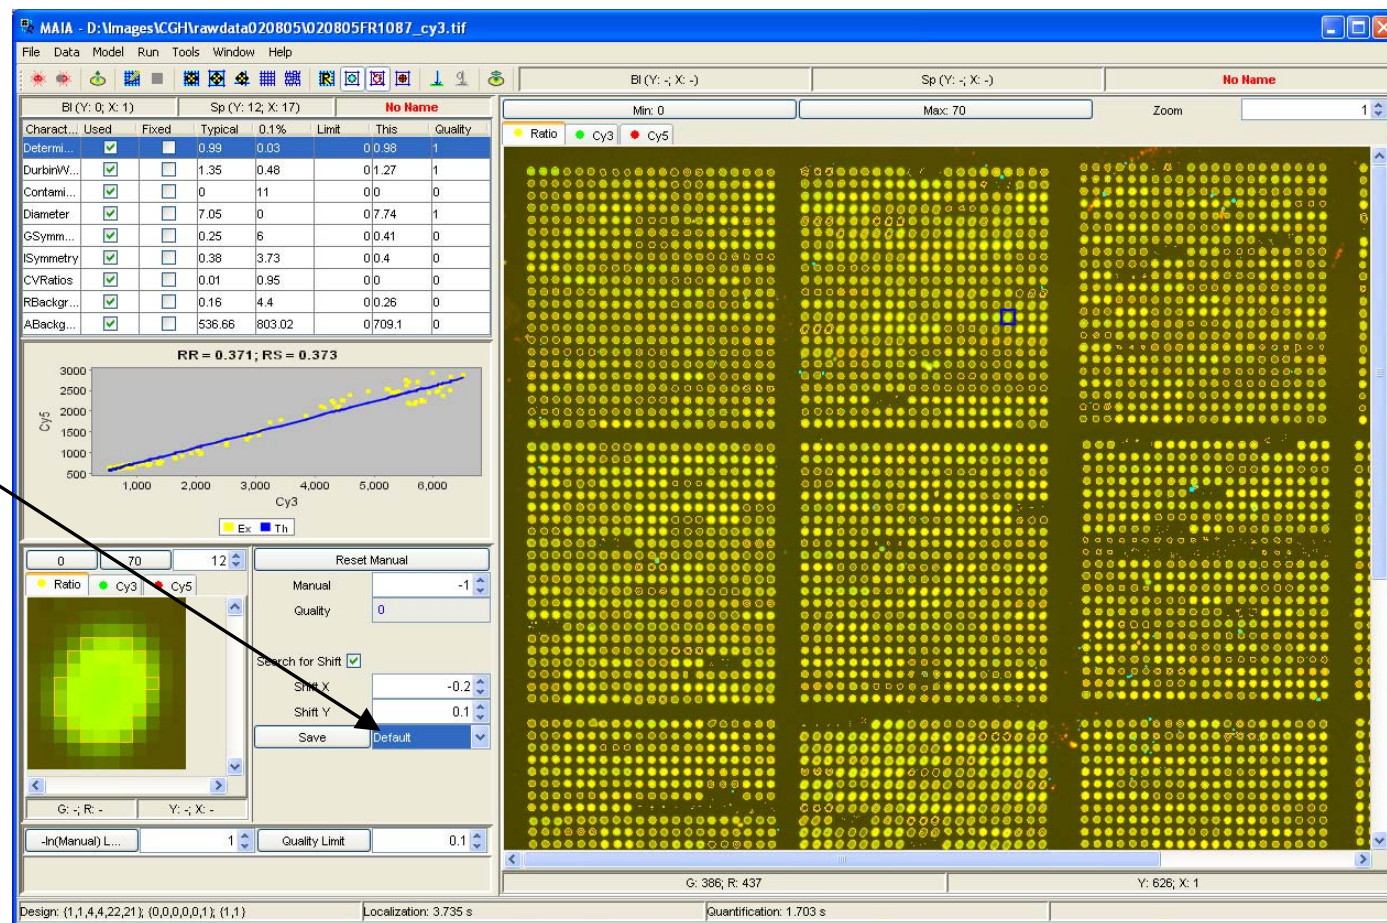 MAIA - D:\Images\CGH\rawdata020805\020805FR1087_cy3.tif
File Data Model Run Tools Window Help
Bl (Y: -; X: -) Sp (Y: -; X: -) No Name
Bl (Y: 0; X: 1) Sp (Y: 12; X: 17) No Name
Min: 0 Max: 70 Zoom 1
Ratio Cy3 Cy5
Charact... Used Fixed Typical 0.1% Limit This Quality
Determi... 0.99 0.03 0 0.98 1
DurbinW... 1.35 0.48 0 1.27 1
Contami... 0 11 0 0 0
Diameter 7.05 0 0 7.74 1
GSymm... 0.25 6 0 0.41 0
ISymmetry 0.38 3.73 0 0.4 0
CVRatios 0.01 0.95 0 0 0
RBackgr... 0.16 4.4 0 0.26 0
ABackg... 536.66 803.02 0 709.1 0
RR = 0.371; RS = 0.373
3000
2500
2000
1500
1000
500
Cy5
1,000 2,000 3,000 4,000 5,000 6,000
Cy3
Ex Th
0 70 12 Reset Manual
Ratio Cy3 Cy5
Manual -1
Quality 0
Search for Shift
Shift X -0.2
Shift Y 0.1
Save Default
G: -; R: - Y: -; X: -
-ln(Manual) L... 1 Quality Limit 0.1
G: 386; R: 437 Y: 626; X: 1
Design: {1,1,4,4,22,21}; {0,0,0,0,0,1}; {1,1} Localization: 3.735 s Quantification: 1.703 s